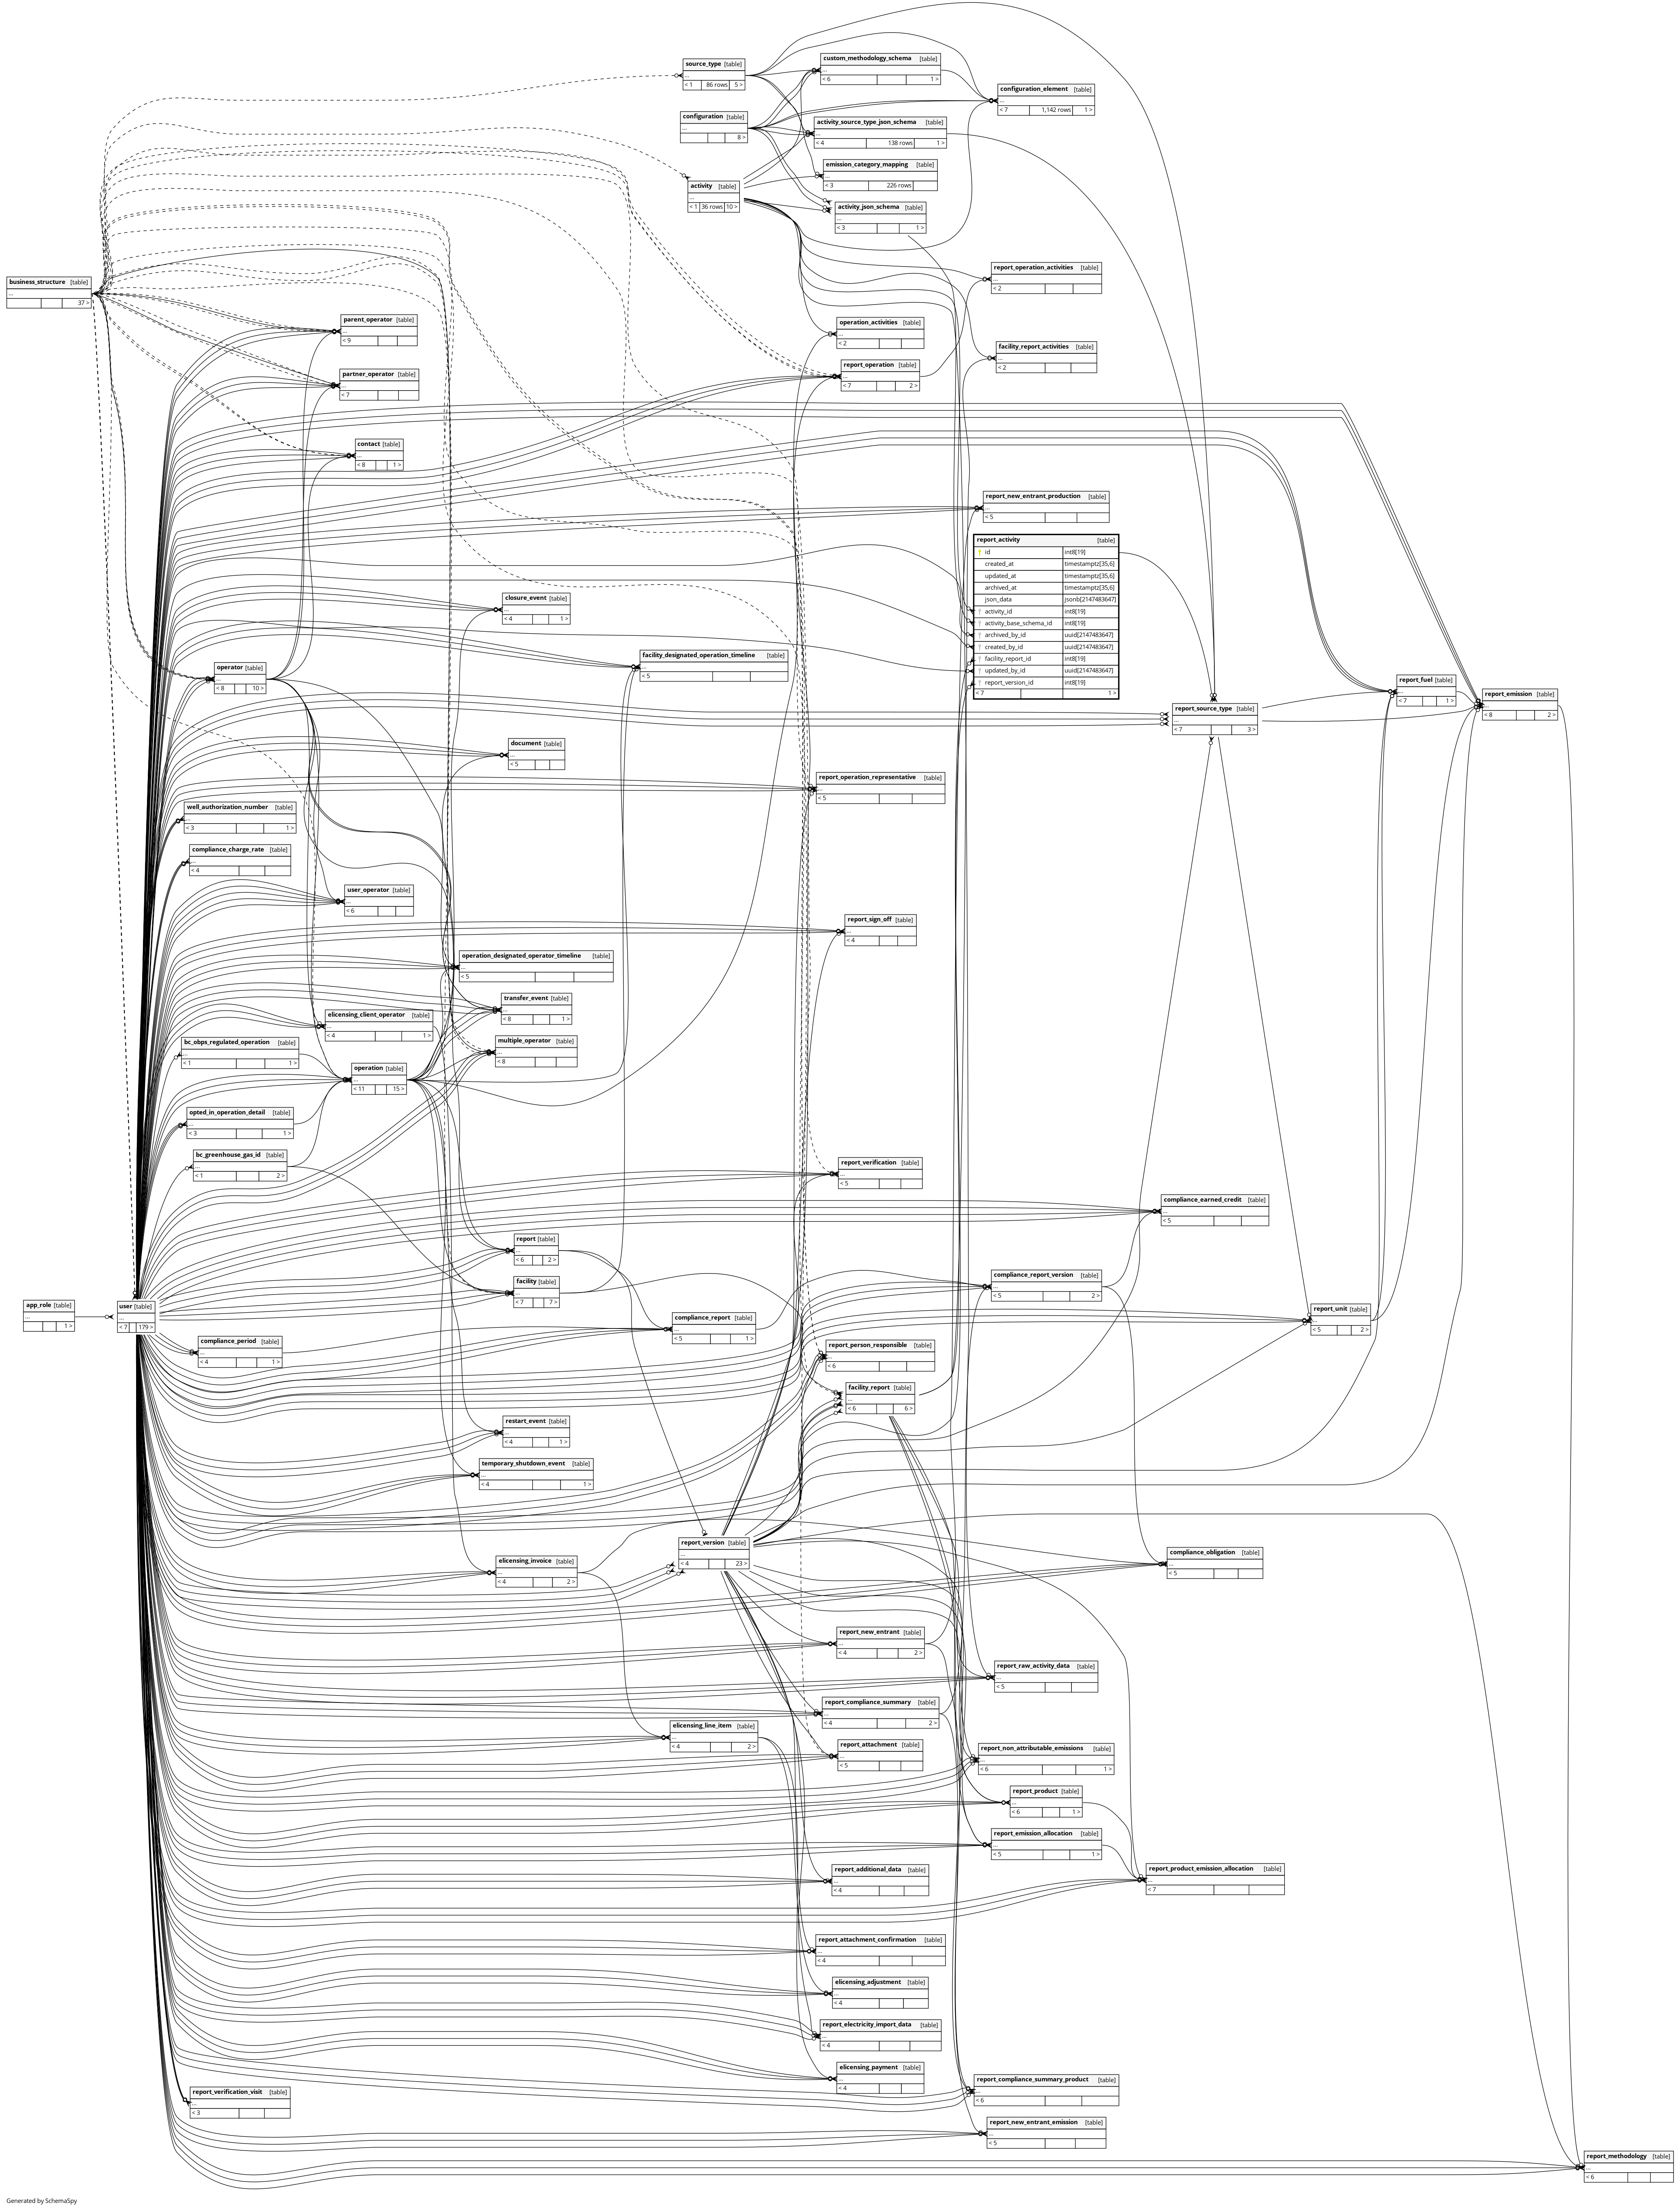 source_type [table]
...
< 1 86 rows 5 >
custom_methodology_schema [table]
...
< 6 1 >
configuration_element [table]
...
< 7 1,142 rows 1 >
configuration [table]
...
8 >
activity_source_type_json_schema [table]
...
< 4 138 rows 1 >
emission_category_mapping [table]
...
< 3 226 rows
activity [table]
...
< 1 36 rows 10 >
activity_json_schema [table]
...
< 3 1 >
report_operation_activities [table]
...
< 2
business_structure [table]
...
37 >
parent_operator [table]
...
< 9
operation_activities [table]
...
< 2
facility_report_activities [table]
...
< 2
report_operation [table]
...
< 7 2 >
partner_operator [table]
...
< 7
contact [table]
...
< 8 1 >
report_new_entrant_production [table]
...
< 5
report_activity [table]
id int8[19]
created_at timestamptz[35,6]
updated_at timestamptz[35,6]
archived_at timestamptz[35,6]
json_data jsonb[2147483647]
activity_id int8[19]
activity_base_schema_id int8[19]
archived_by_id uuid[2147483647]
created_by_id uuid[2147483647]
facility_report_id int8[19]
updated_by_id uuid[2147483647]
report_version_id int8[19]
< 7 1 >
closure_event [table]
...
< 4 1 >
facility_designated_operation_timeline [table]
...
< 5
operator [table]
...
< 8 10 >
report_fuel [table]
...
< 7 1 >
report_emission [table]
...
< 8 2 >
report_source_type [table]
...
< 7 3 >
document [table]
...
< 5
report_operation_representative [table]
...
< 5
well_authorization_number [table]
...
< 3 1 >
compliance_charge_rate [table]
...
< 4
user_operator [table]
...
< 6
report_sign_off [table]
...
< 4
operation_designated_operator_timeline [table]
...
< 5
transfer_event [table]
...
< 8 1 >
elicensing_client_operator [table]
...
< 4 1 >
bc_obps_regulated_operation [table]
...
< 1 1 >
multiple_operator [table]
...
< 8
operation [table]
...
< 11 15 >
opted_in_operation_detail [table]
...
< 3 1 >
bc_greenhouse_gas_id [table]
...
< 1 2 >
report_verification [table]
...
< 5
compliance_earned_credit [table]
...
< 5
report [table]
...
< 6 2 >
facility [table]
...
< 7 7 >
compliance_report_version [table]
...
< 5 2 >
app_role [table]
...
1 >
user [table]
...
< 7 179 >
report_unit [table]
...
< 5 2 >
compliance_report [table]
...
< 5 1 >
compliance_period [table]
...
< 4 1 >
report_person_responsible [table]
...
< 6
facility_report [table]
...
< 6 6 >
restart_event [table]
...
< 4 1 >
temporary_shutdown_event [table]
...
< 4 1 >
report_version [table]
...
< 4 23 >
compliance_obligation [table]
...
< 5
elicensing_invoice [table]
...
< 4 2 >
report_new_entrant [table]
...
< 4 2 >
report_raw_activity_data [table]
...
< 5
report_compliance_summary [table]
...
< 4 2 >
elicensing_line_item [table]
...
< 4 2 >
report_attachment [table]
...
< 5
report_non_attributable_emissions [table]
...
< 6 1 >
report_product [table]
...
< 6 1 >
report_emission_allocation [table]
...
< 5 1 >
report_additional_data [table]
...
< 4
report_product_emission_allocation [table]
...
< 7
report_attachment_confirmation [table]
...
< 4
elicensing_adjustment [table]
...
< 4
report_electricity_import_data [table]
...
< 4
elicensing_payment [table]
...
< 4
report_verification_visit [table]
...
< 3
report_compliance_summary_product [table]
...
< 6
report_new_entrant_emission [table]
...
< 5
report_methodology [table]
...
< 6
Generated by SchemaSpy